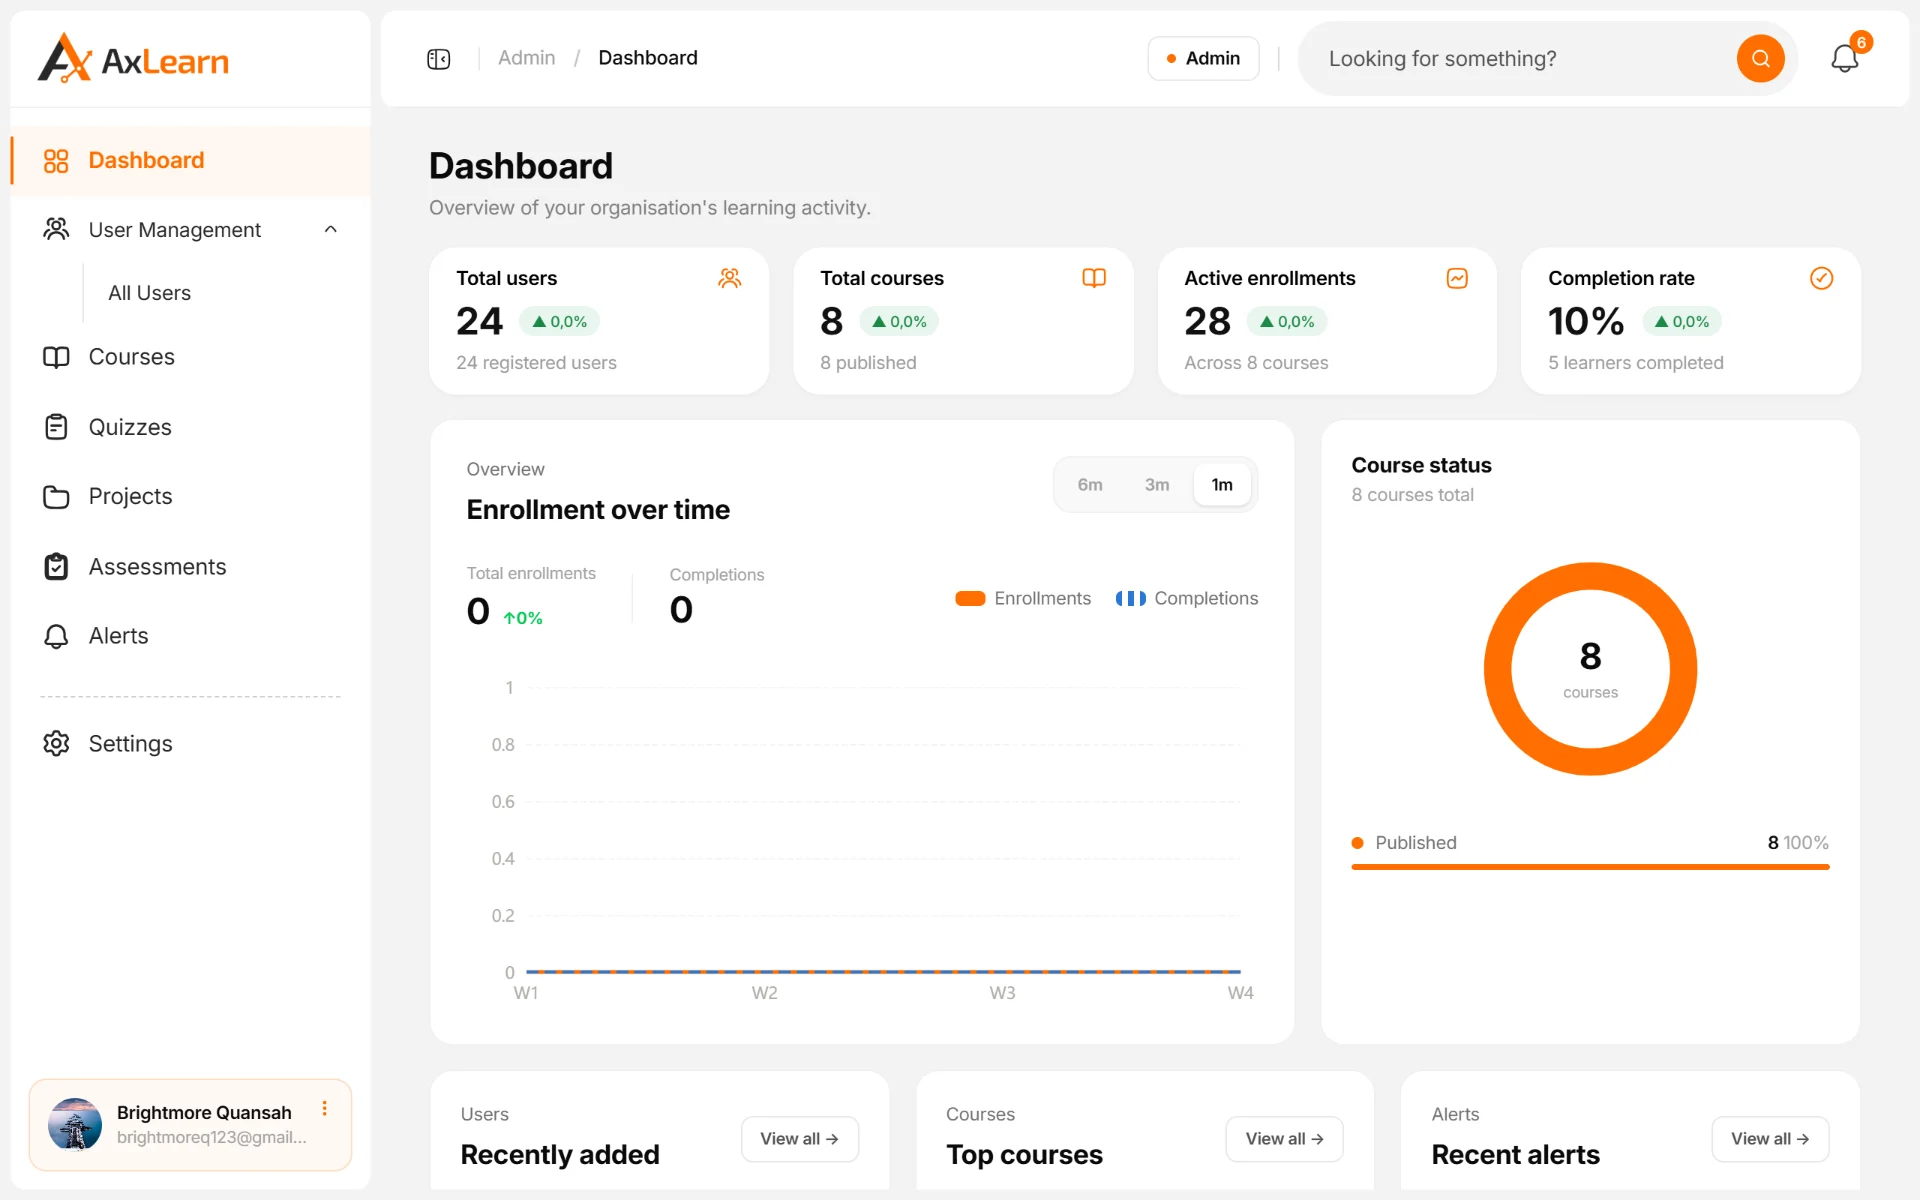 AxLearn
Dashboard
User Management
All Users
Courses
Quizzes
Projects
Assessments
Alerts
Settings
Brightmore Quansah
brightmoreq123@gmail...
Admin / Dashboard
Admin
Looking for something?
6
Dashboard
Overview of your organisation's learning activity.
Total users
24 ▲ 0,0%
24 registered users
Total courses
8 ▲ 0,0%
8 published
Active enrollments
28 ▲ 0,0%
Across 8 courses
Completion rate
10% ▲ 0,0%
5 learners completed
Overview
Enrollment over time
6m 3m 1m
Total enrollments
0 ↑0%
Completions
0
Enrollments
Completions
1
0.8
0.6
0.4
0.2
0
W1 W2 W3 W4
Course status
8 courses total
8
courses
Published 8 100%
Users
Recently added
View all →
Courses
Top courses
View all →
Alerts
Recent alerts
View all →